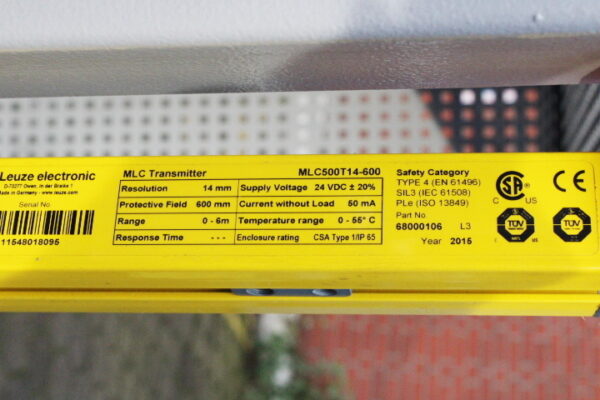 Leuze electronic
D-73277 Owen, In der Braike 1
Made in Germany www.leuze.com
Serial No
11548018095
MLC Transmitter MLC500T14-600
Resolution 14 mm Supply Voltage 24 VDC ± 20%
Protective Field 600 mm Current without Load 50 mA
Range 0 - 6m Temperature range 0 - 55° C
Response Time - - - Enclosure rating CSA Type 1/IP 65
Safety Category
TYPE 4 (EN 61496)
SIL3 (IEC 61508)
PLe (ISO 13849)
Part No
68000106 L3
Year 2015
CSA
C US
CE
C TÜV US
TÜV